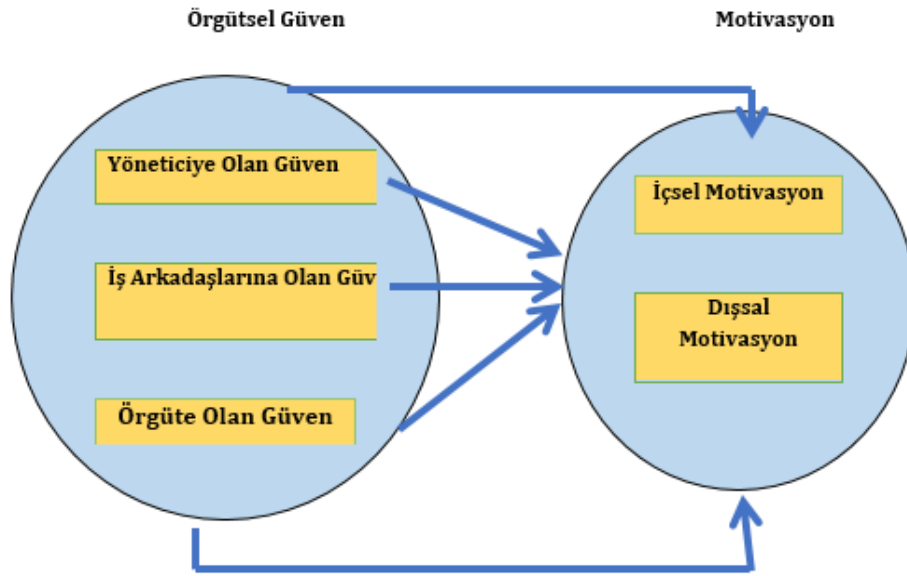 Örgütsel Güven
Motivasyon
Yöneticiye Olan Güven
İş Arkadaşlarına Olan Güv
Örgüte Olan Güven
İçsel Motivasyon
Dışsal
Motivasyon